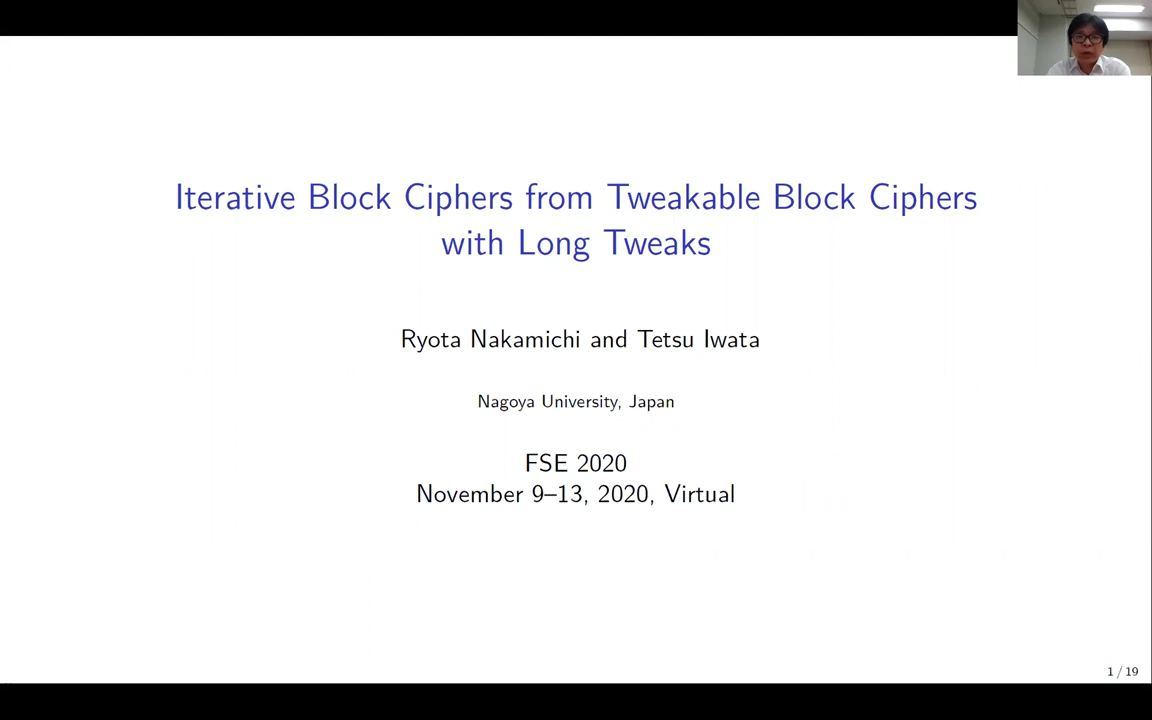 Iterative Block Ciphers from Tweakable Block Ciphers
with Long Tweaks
Ryota Nakamichi and Tetsu Iwata
Nagoya University, Japan
FSE 2020
November 9–13, 2020, Virtual
1 / 19